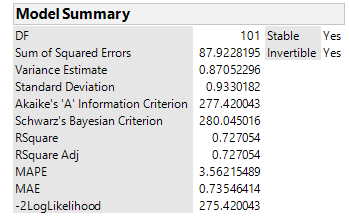 Model Summary
DF 101 Stable Yes
Sum of Squared Errors 87.9228195 Invertible Yes
Variance Estimate 0.87052296
Standard Deviation 0.9330182
Akaike's 'A' Information Criterion 277.420043
Schwarz's Bayesian Criterion 280.045016
RSquare 0.727054
RSquare Adj 0.727054
MAPE 3.56215489
MAE 0.73546414
-2LogLikelihood 275.420043